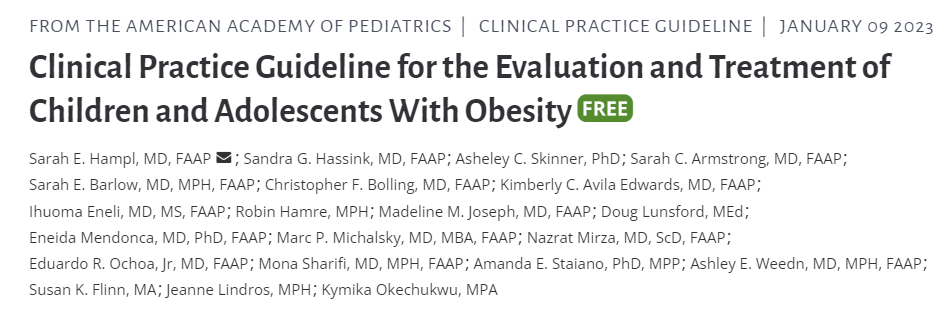 FROM THE AMERICAN ACADEMY OF PEDIATRICS | CLINICAL PRACTICE GUIDELINE | JANUARY 09 2023
Clinical Practice Guideline for the Evaluation and Treatment of
Children and Adolescents With Obesity FREE
Sarah E. Hampl, MD, FAAP ; Sandra G. Hassink, MD, FAAP; Asheley C. Skinner, PhD; Sarah C. Armstrong, MD, FAAP;
Sarah E. Barlow, MD, MPH, FAAP; Christopher F. Bolling, MD, FAAP; Kimberly C. Avila Edwards, MD, FAAP;
Ihuoma Eneli, MD, MS, FAAP; Robin Hamre, MPH; Madeline M. Joseph, MD, FAAP; Doug Lunsford, MEd;
Eneida Mendonca, MD, PhD, FAAP; Marc P. Michalsky, MD, MBA, FAAP; Nazrat Mirza, MD, ScD, FAAP;
Eduardo R. Ochoa, Jr, MD, FAAP; Mona Sharifi, MD, MPH, FAAP; Amanda E. Staiano, PhD, MPP; Ashley E. Weedn, MD, MPH, FAAP;
Susan K. Flinn, MA; Jeanne Lindros, MPH; Kymika Okechukwu, MPA